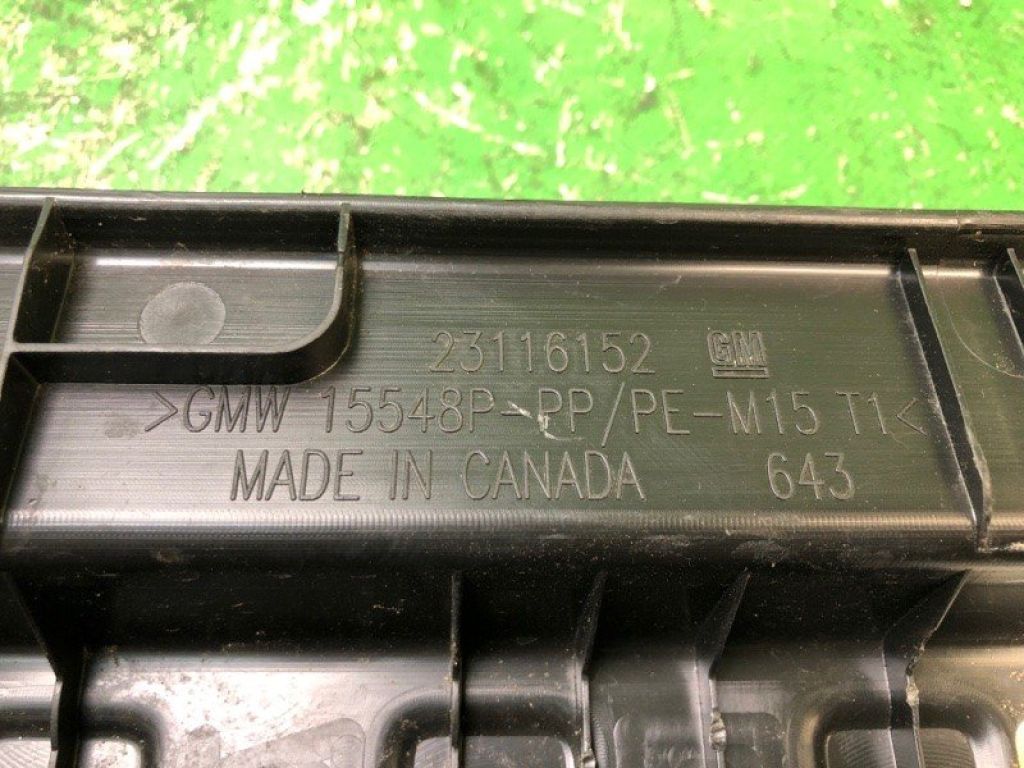 23116152 GM
>GMW 15548P-PP/PE-M15 T1<
MADE IN CANADA 643